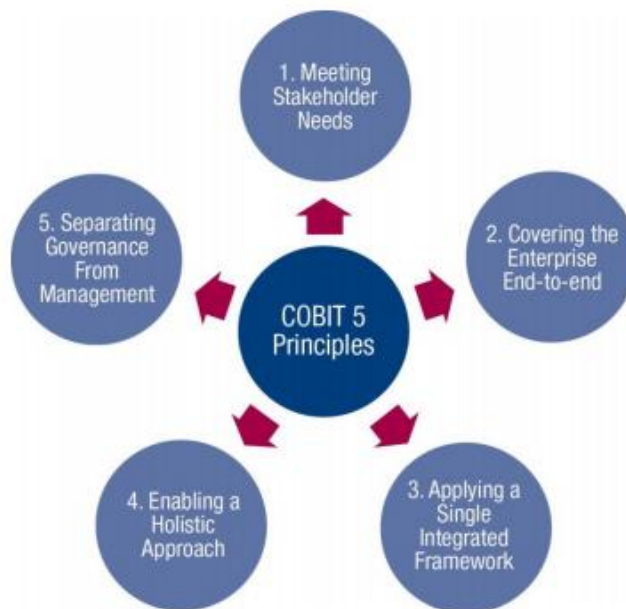 1. Meeting
Stakeholder
Needs
5. Separating
Governance
From
Management
2. Covering the
Enterprise
End-to-end
COBIT 5
Principles
4. Enabling a
Holistic
Approach
3. Applying a
Single
Integrated
Framework